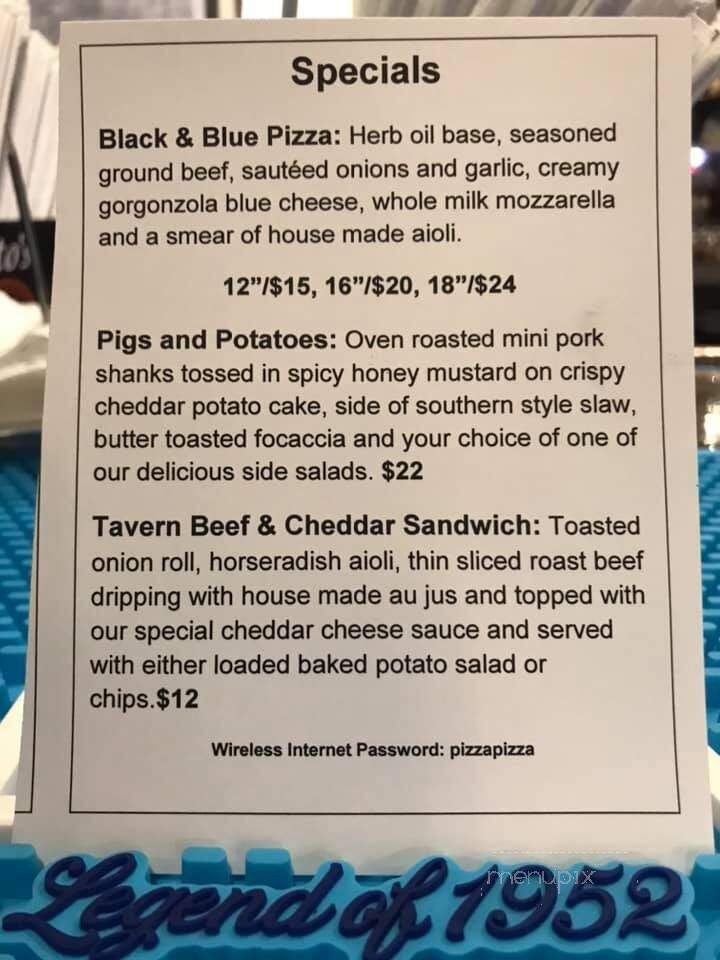 Specials
Black & Blue Pizza: Herb oil base, seasoned
ground beef, sautéed onions and garlic, creamy
gorgonzola blue cheese, whole milk mozzarella
and a smear of house made aioli.
12”/$15, 16”/$20, 18”/$24
Pigs and Potatoes: Oven roasted mini pork
shanks tossed in spicy honey mustard on crispy
cheddar potato cake, side of southern style slaw,
butter toasted focaccia and your choice of one of
our delicious side salads. $22
Tavern Beef & Cheddar Sandwich: Toasted
onion roll, horseradish aioli, thin sliced roast beef
dripping with house made au jus and topped with
our special cheddar cheese sauce and served
with either loaded baked potato salad or
chips.$12
Wireless Internet Password: pizzapizza
menupix
Legend of 1952